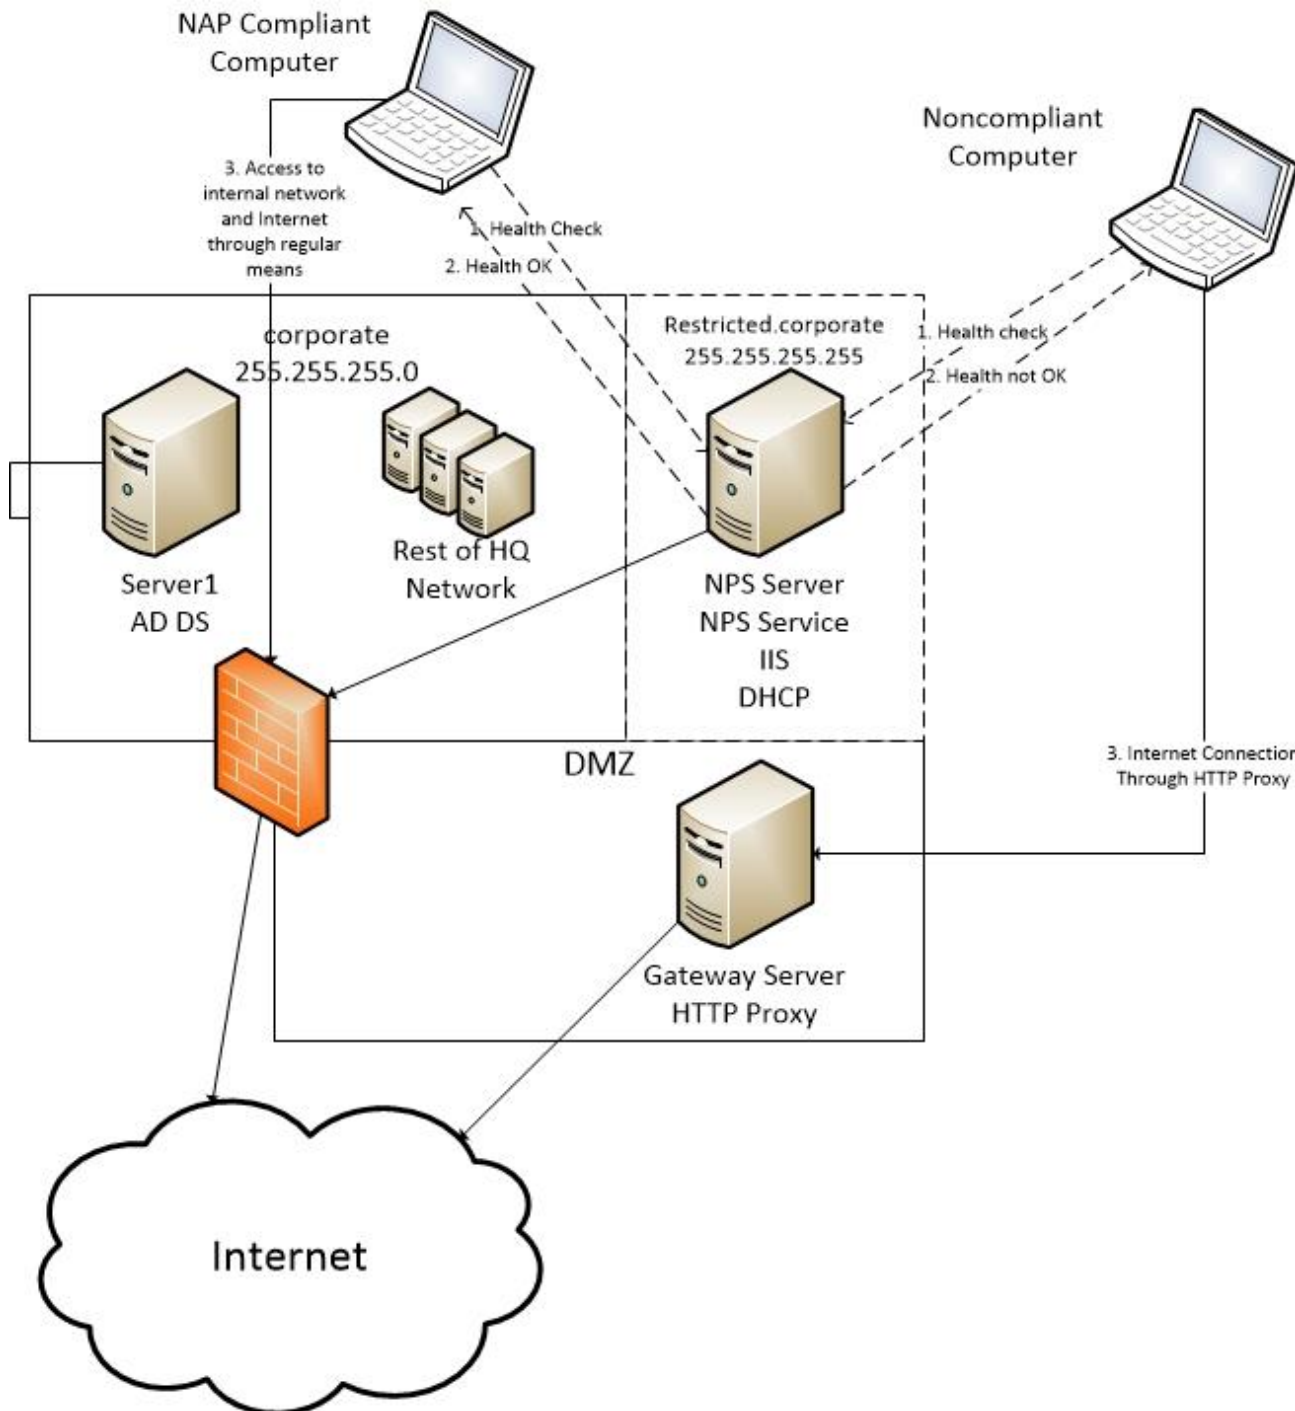 NAP Compliant
Computer
Noncompliant
Computer
3. Access to
internal network
and Internet
through regular
means
1. Health Check
2. Health OK
corporate
255.255.255.0
Restricted.corporate
255.255.255.255
1. Health check
2. Health not OK
Rest of HQ
Network
Server1
AD DS
NPS Server
NPS Service
IIS
DHCP
DMZ
3. Internet Connection
Through HTTP Proxy
Gateway Server
HTTP Proxy
Internet